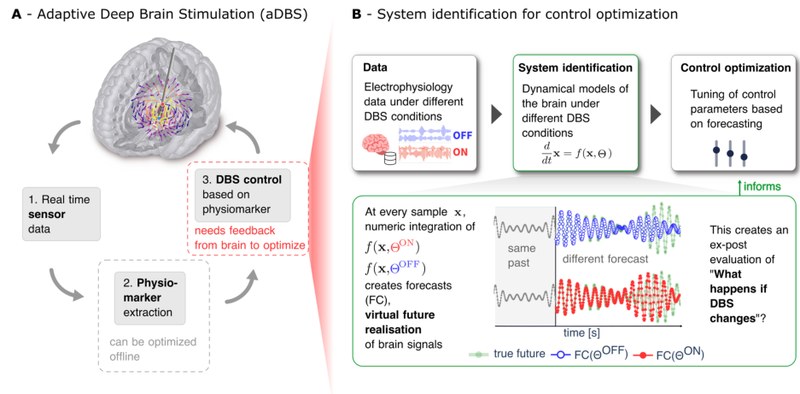 A - Adaptive Deep Brain Stimulation (aDBS)
1. Real time
sensor
data
2. Physio-
marker
extraction
can be optimized
offline
3. DBS control
based on
physiomarker
needs feedback
from brain to optimize
B - System identification for control optimization
Data
Electrophysiology
data under different
DBS conditions
OFF
ON
System identification
Dynamical models of
the brain under
different DBS
conditions
d/dt x = f(x,Θ)
Control optimization
Tuning of control
parameters based
on forecasting
informs
At every sample x,
numeric integration of
f(x,Θ^ON)
f(x,Θ^OFF)
creates forecasts
(FC),
virtual future
realisation
of brain signals
same
past
different forecast
time [s]
true future
FC(Θ^OFF)
FC(Θ^ON)
This creates an
ex-post
evaluation of
"What
happens if
DBS
changes"?